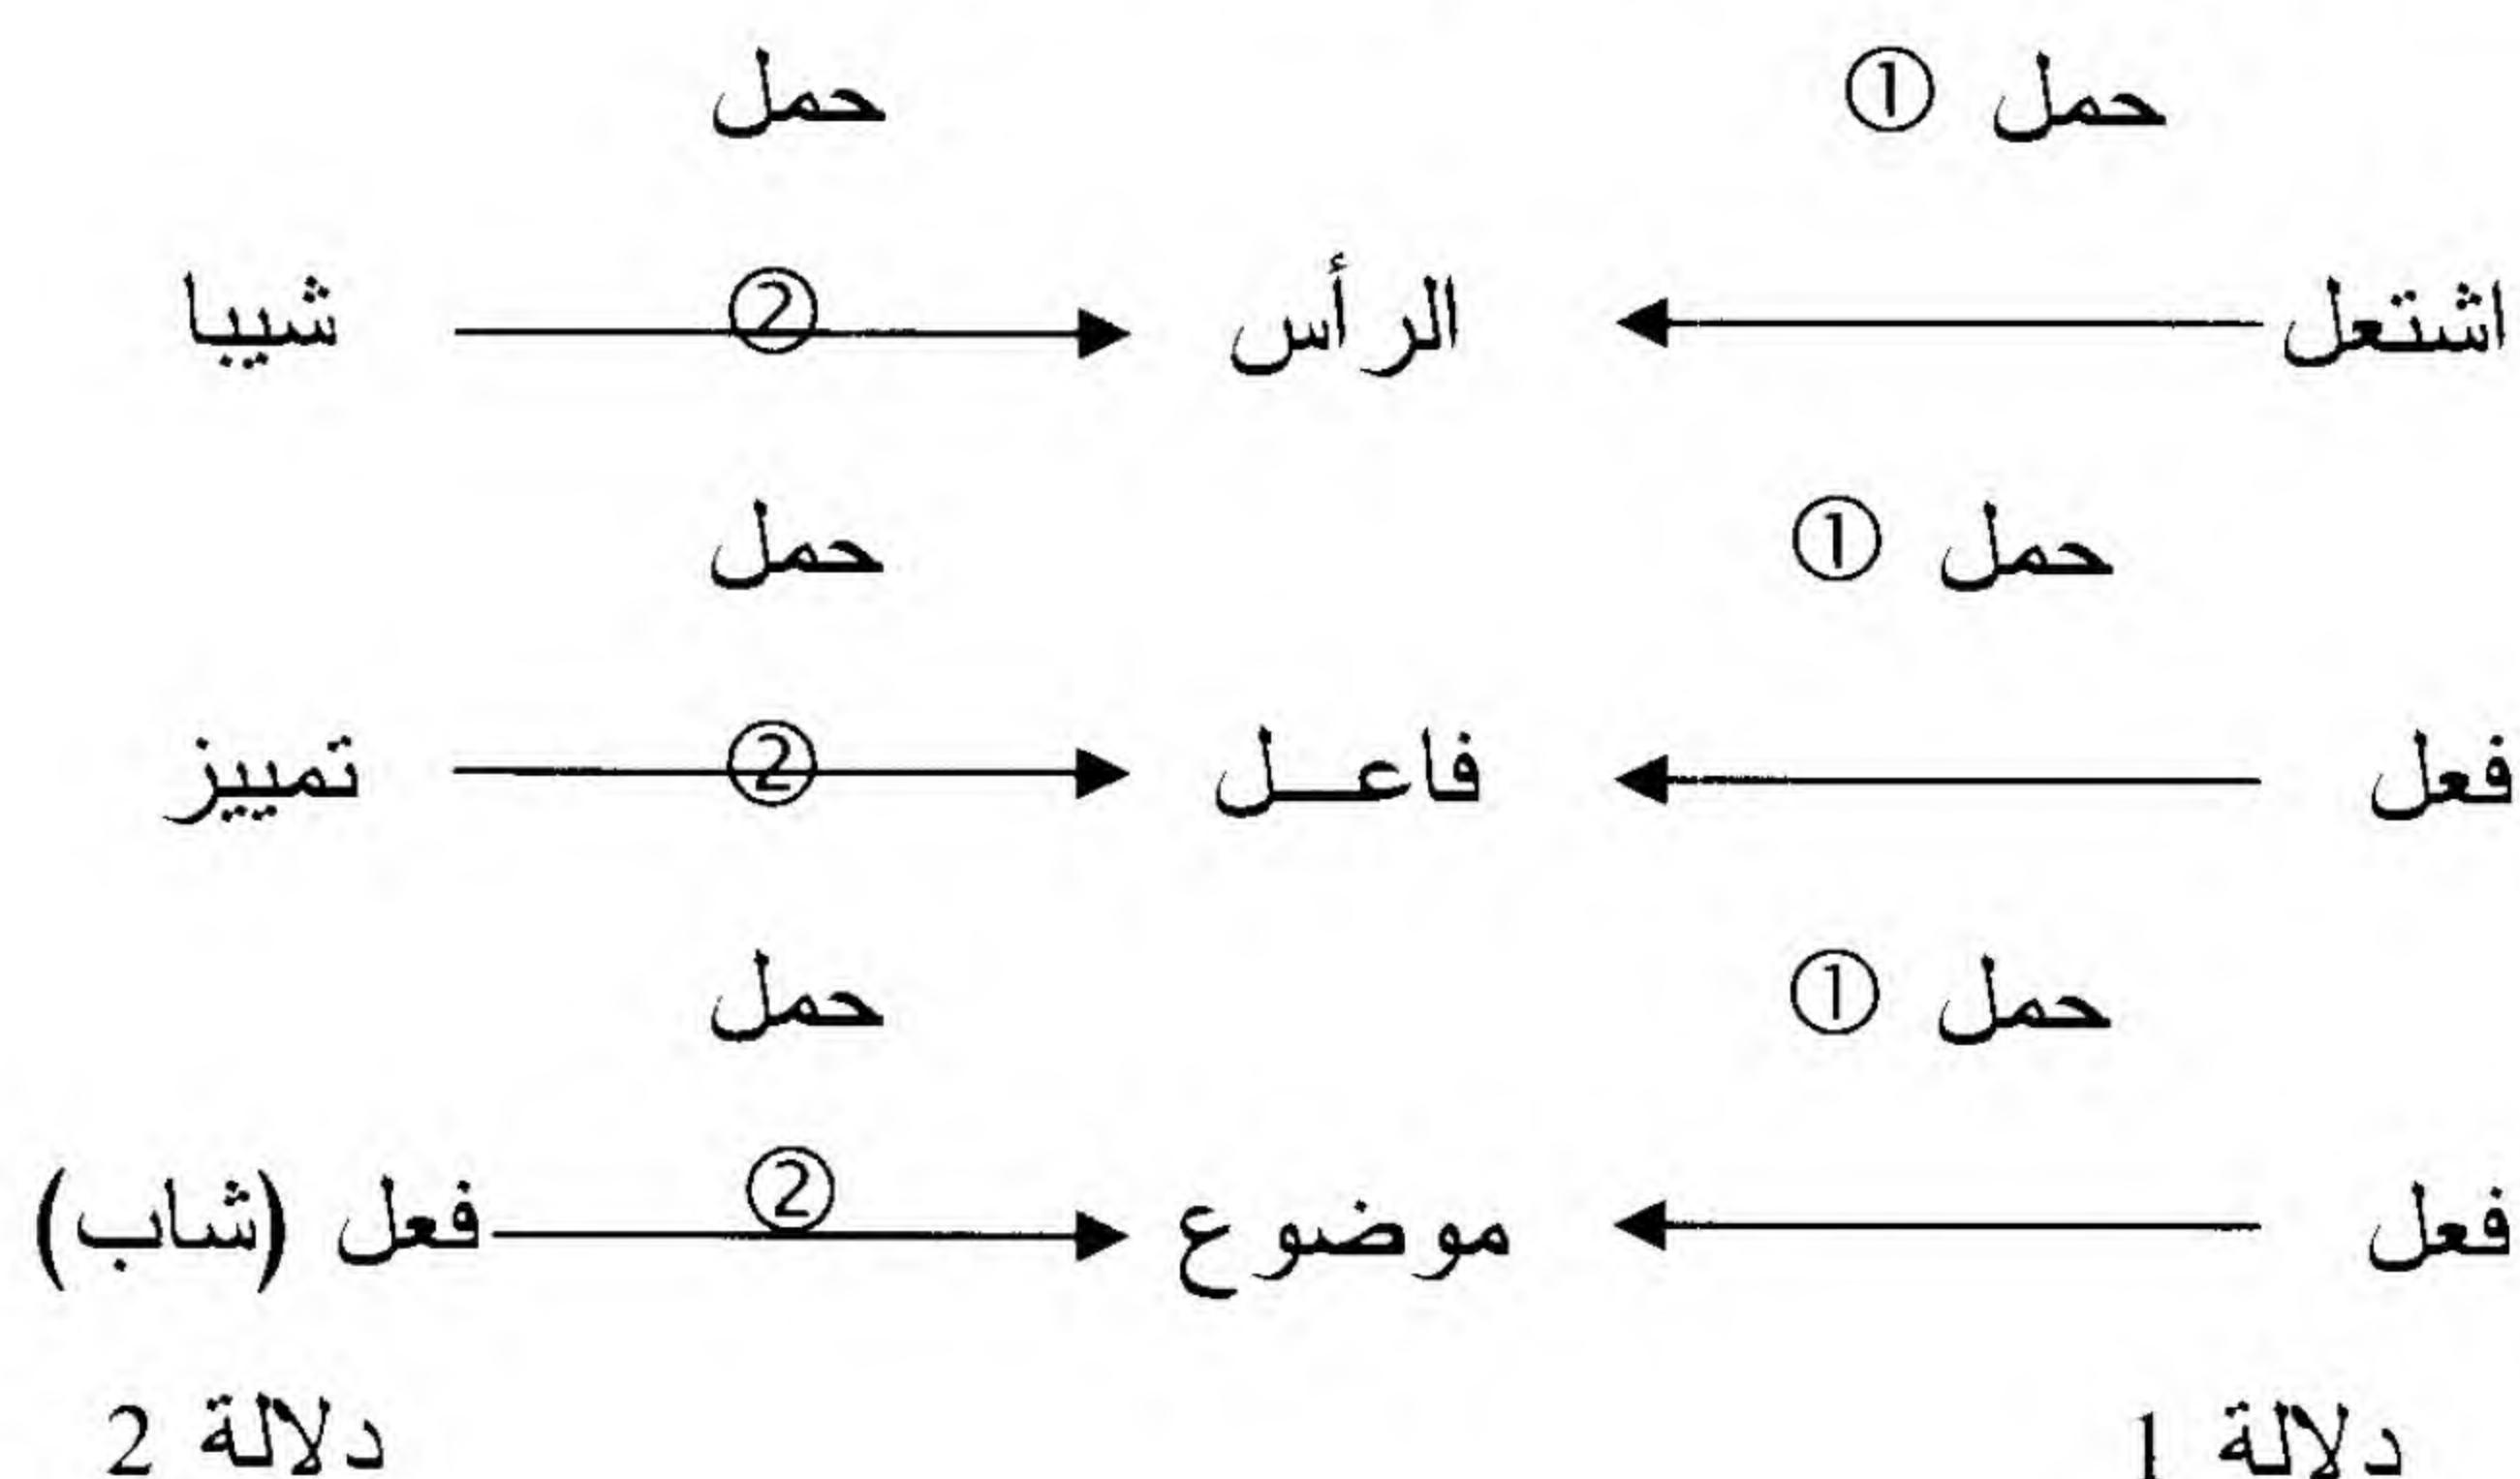 حمل ① حمل
اشتعل الرأس ② شيبا
حمل ① حمل
فعل فاعــل ② تمييز
حمل ① حمل
فعل موضوع ② فعل (شاب)
دلالة 1 دلالة 2